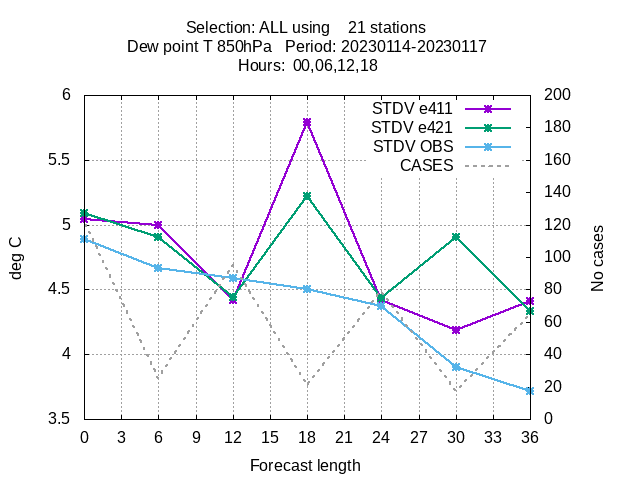 Selection: ALL using    21 stations
Dew point T 850hPa   Period: 20230114-20230117
Hours:  00,06,12,18
STDV e411
STDV e421
STDV OBS
CASES
6
5.5
5
4.5
4
3.5
deg C
200
180
160
140
120
100
80
60
40
20
0
No cases
0 3 6 9 12 15 18 21 24 27 30 33 36
Forecast length